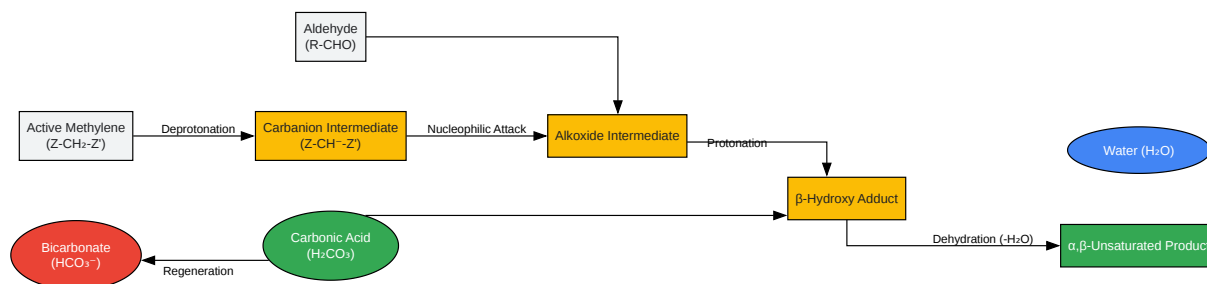 Aldehyde
(R-CHO)
Active Methylene
(Z-CH₂-Z')
Deprotonation
Carbanion Intermediate
(Z-CH⁻-Z')
Nucleophilic Attack
Alkoxide Intermediate
Protonation
Water (H₂O)
β-Hydroxy Adduct
Bicarbonate
(HCO₃⁻)
Regeneration
Carbonic Acid
(H₂CO₃)
Dehydration (-H₂O)
α,β-Unsaturated Product